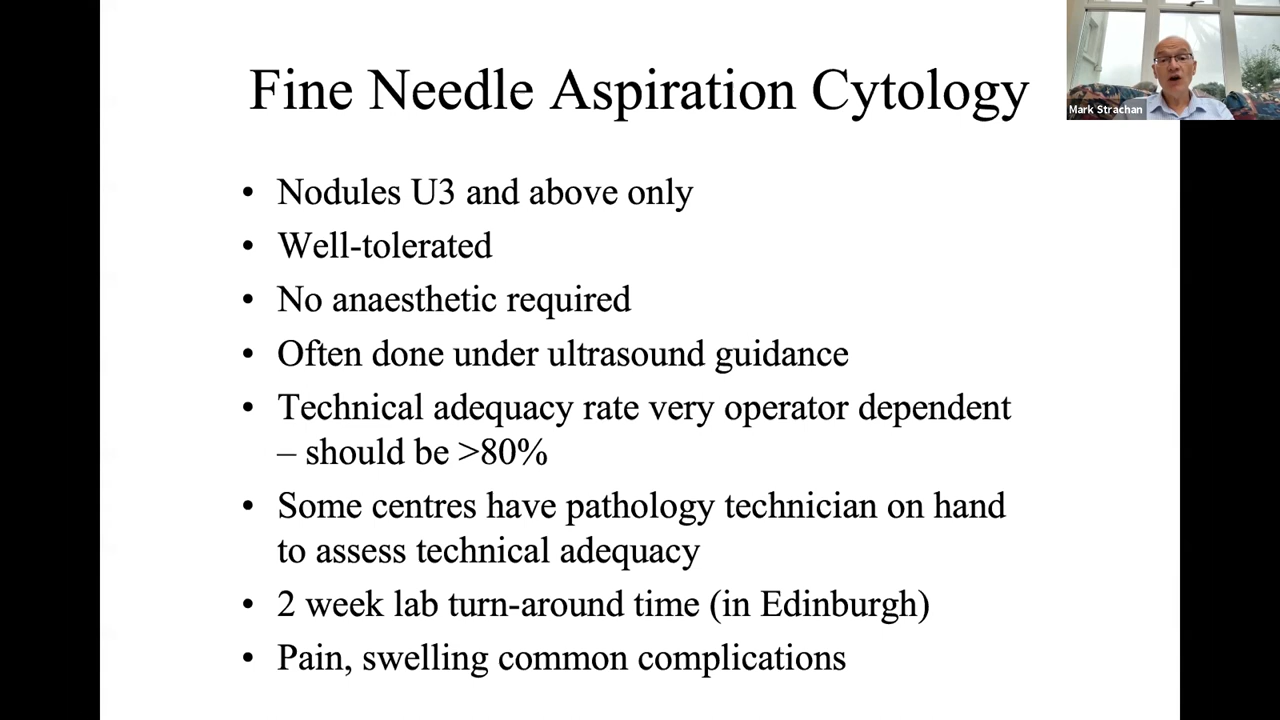 Fine Needle Aspiration Cytology
Mark Strachan
• Nodules U3 and above only
• Well-tolerated
• No anaesthetic required
• Often done under ultrasound guidance
• Technical adequacy rate very operator dependent
– should be >80%
• Some centres have pathology technician on hand
to assess technical adequacy
• 2 week lab turn-around time (in Edinburgh)
• Pain, swelling common complications